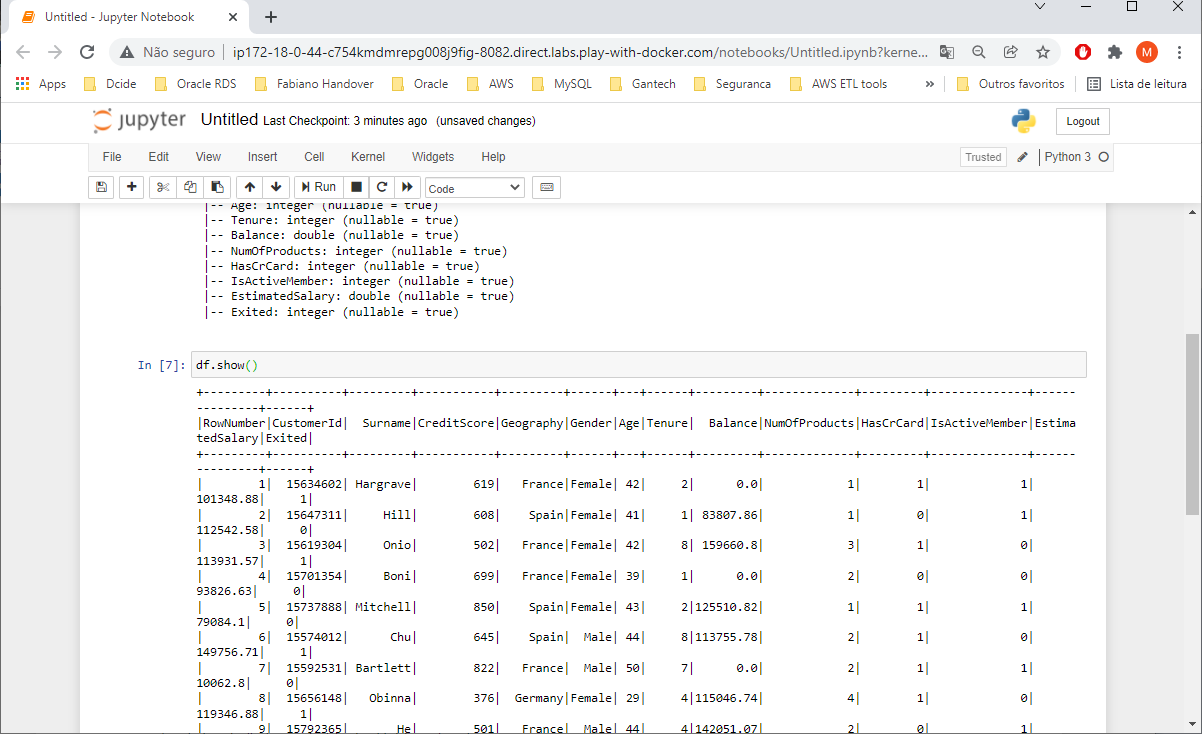 Untitled - Jupyter Notebook
Não seguro
ip172-18-0-44-c754kmdmrepg008j9fig-8082.direct.labs.play-with-docker.com/notebooks/Untitled.ipynb?kerne...
M
Apps
Dcide
Oracle RDS
Fabiano Handover
Oracle
AWS
MySQL
Gantech
Seguranca
AWS ETL tools
»
Outros favoritos
Lista de leitura
jupyter
Untitled Last Checkpoint: 3 minutes ago (unsaved changes)
Logout
File
Edit
View
Insert
Cell
Kernel
Widgets
Help
Trusted
Python 3
Run
Code
|-- Age: integer (nullable = true)
|-- Tenure: integer (nullable = true)
|-- Balance: double (nullable = true)
|-- NumOfProducts: integer (nullable = true)
|-- HasCrCard: integer (nullable = true)
|-- IsActiveMember: integer (nullable = true)
|-- EstimatedSalary: double (nullable = true)
|-- Exited: integer (nullable = true)
In [7]: df.show()
+---------+----------+---------+-----------+---------+------+---+------+---------+-------------+---------+--------------+------
---------+------+
|RowNumber|CustomerId|  Surname|CreditScore|Geography|Gender|Age|Tenure|  Balance|NumOfProducts|HasCrCard|IsActiveMember|Estima
tedSalary|Exited|
+---------+----------+---------+-----------+---------+------+---+------+---------+-------------+---------+--------------+------
---------+------+
|        1|  15634602| Hargrave|        619|   France|Female| 42|     2|      0.0|            1|        1|             1|
101348.88|     1|
|        2|  15647311|     Hill|        608|    Spain|Female| 41|     1| 83807.86|            1|        0|             1|
112542.58|     0|
|        3|  15619304|     Onio|        502|   France|Female| 42|     8| 159660.8|            3|        1|             0|
113931.57|     1|
|        4|  15701354|     Boni|        699|   France|Female| 39|     1|      0.0|            2|        0|             0|
93826.63|     0|
|        5|  15737888| Mitchell|        850|    Spain|Female| 43|     2|125510.82|            1|        1|             1|
79084.1|     0|
|        6|  15574012|      Chu|        645|    Spain|  Male| 44|     8|113755.78|            2|        1|             0|
149756.71|     1|
|        7|  15592531| Bartlett|        822|   France|  Male| 50|     7|      0.0|            2|        1|             1|
10062.8|     0|
|        8|  15656148|   Obinna|        376|  Germany|Female| 29|     4|115046.74|            4|        1|             0|
119346.88|     1|
|        9|  15792365|       He|        501|   France|  Male| 44|     4|142051.07|            2|        0|             1|